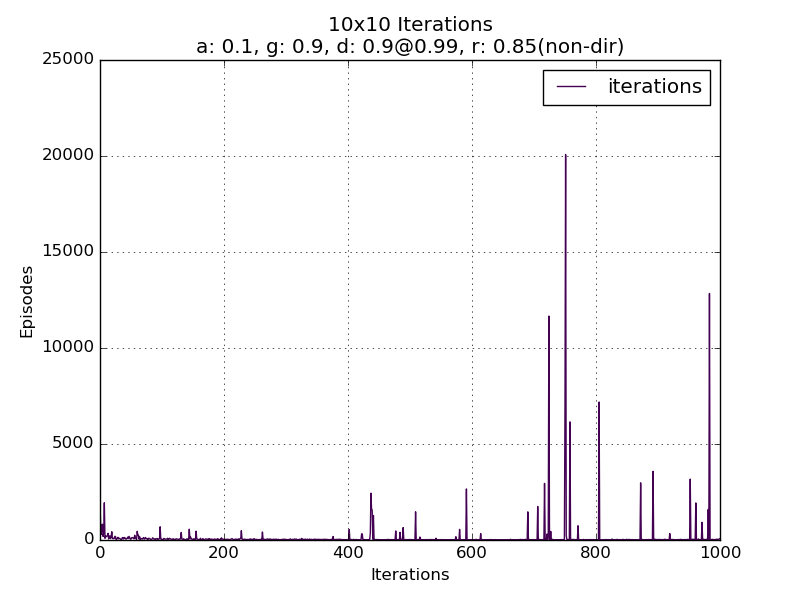 10x10 Iterations
a: 0.1, g: 0.9, d: 0.9@0.99, r: 0.85(non-dir)
25000
iterations
20000
15000
Episodes
10000
5000
0
0 200 400 600 800 1000
Iterations